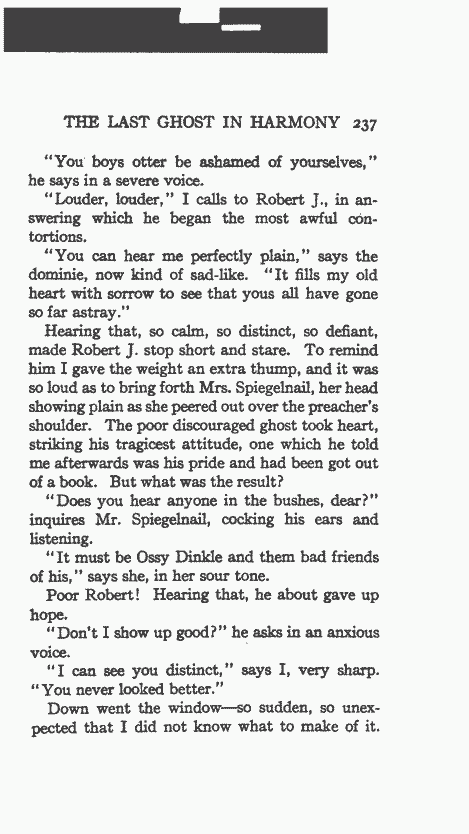 THE LAST GHOST IN HARMONY 237
"You boys otter be ashamed of yourselves,"
he says in a severe voice.
"Louder, louder," I calls to Robert J., in an-
swering which he began the most awful con-
tortions.
"You can hear me perfectly plain," says the
dominie, now kind of sad-like. "It fills my old
heart with sorrow to see that yous all have gone
so far astray."
Hearing that, so calm, so distinct, so defiant,
made Robert J. stop short and stare. To remind
him I gave the weight an extra thump, and it was
so loud as to bring forth Mrs. Spiegelnail, her head
showing plain as she peered out over the preacher's
shoulder. The poor discouraged ghost took heart,
striking his tragicest attitude, one which he told
me afterwards was his pride and had been got out
of a book. But what was the result?
"Does you hear anyone in the bushes, dear?"
inquires Mr. Spiegelnail, cocking his ears and
listening.
"It must be Ossy Dinkle and them bad friends
of his," says she, in her sour tone.
Poor Robert! Hearing that, he about gave up
hope.
"Don't I show up good?" he asks in an anxious
voice.
"I can see you distinct," says I, very sharp.
"You never looked better."
Down went the window—so sudden, so unex-
pected that I did not know what to make of it.